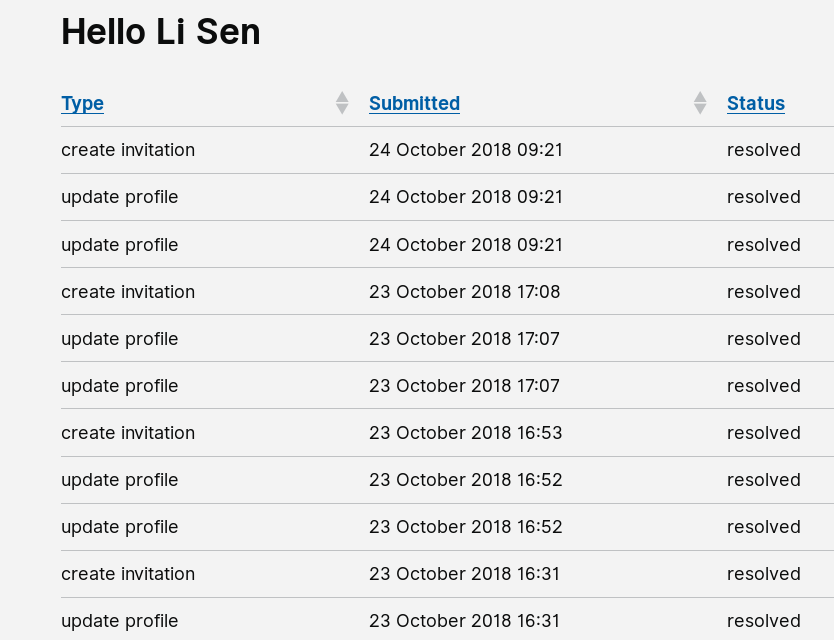 Hello Li Sen
Type Submitted Status
create invitation 24 October 2018 09:21 resolved
update profile 24 October 2018 09:21 resolved
update profile 24 October 2018 09:21 resolved
create invitation 23 October 2018 17:08 resolved
update profile 23 October 2018 17:07 resolved
update profile 23 October 2018 17:07 resolved
create invitation 23 October 2018 16:53 resolved
update profile 23 October 2018 16:52 resolved
update profile 23 October 2018 16:52 resolved
create invitation 23 October 2018 16:31 resolved
update profile 23 October 2018 16:31 resolved